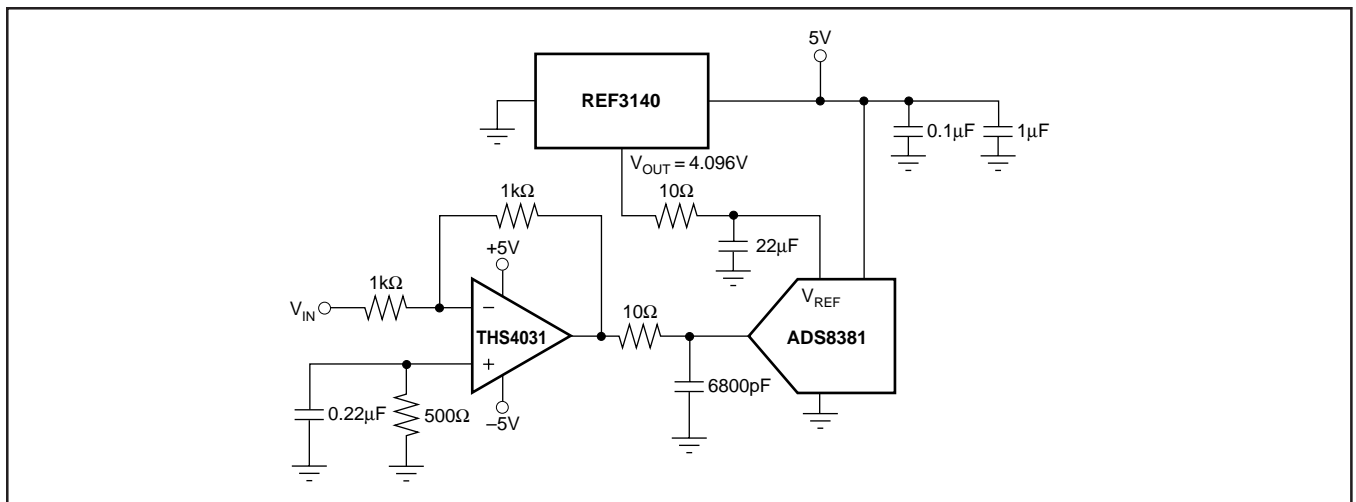 5V
REF3140
0.1μF
1μF
V_OUT = 4.096V
1kΩ
10Ω
+5V
22μF
1kΩ
V_IN
–
10Ω
V_REF
THS4031
ADS8381
+
6800pF
0.22μF
500Ω
–5V